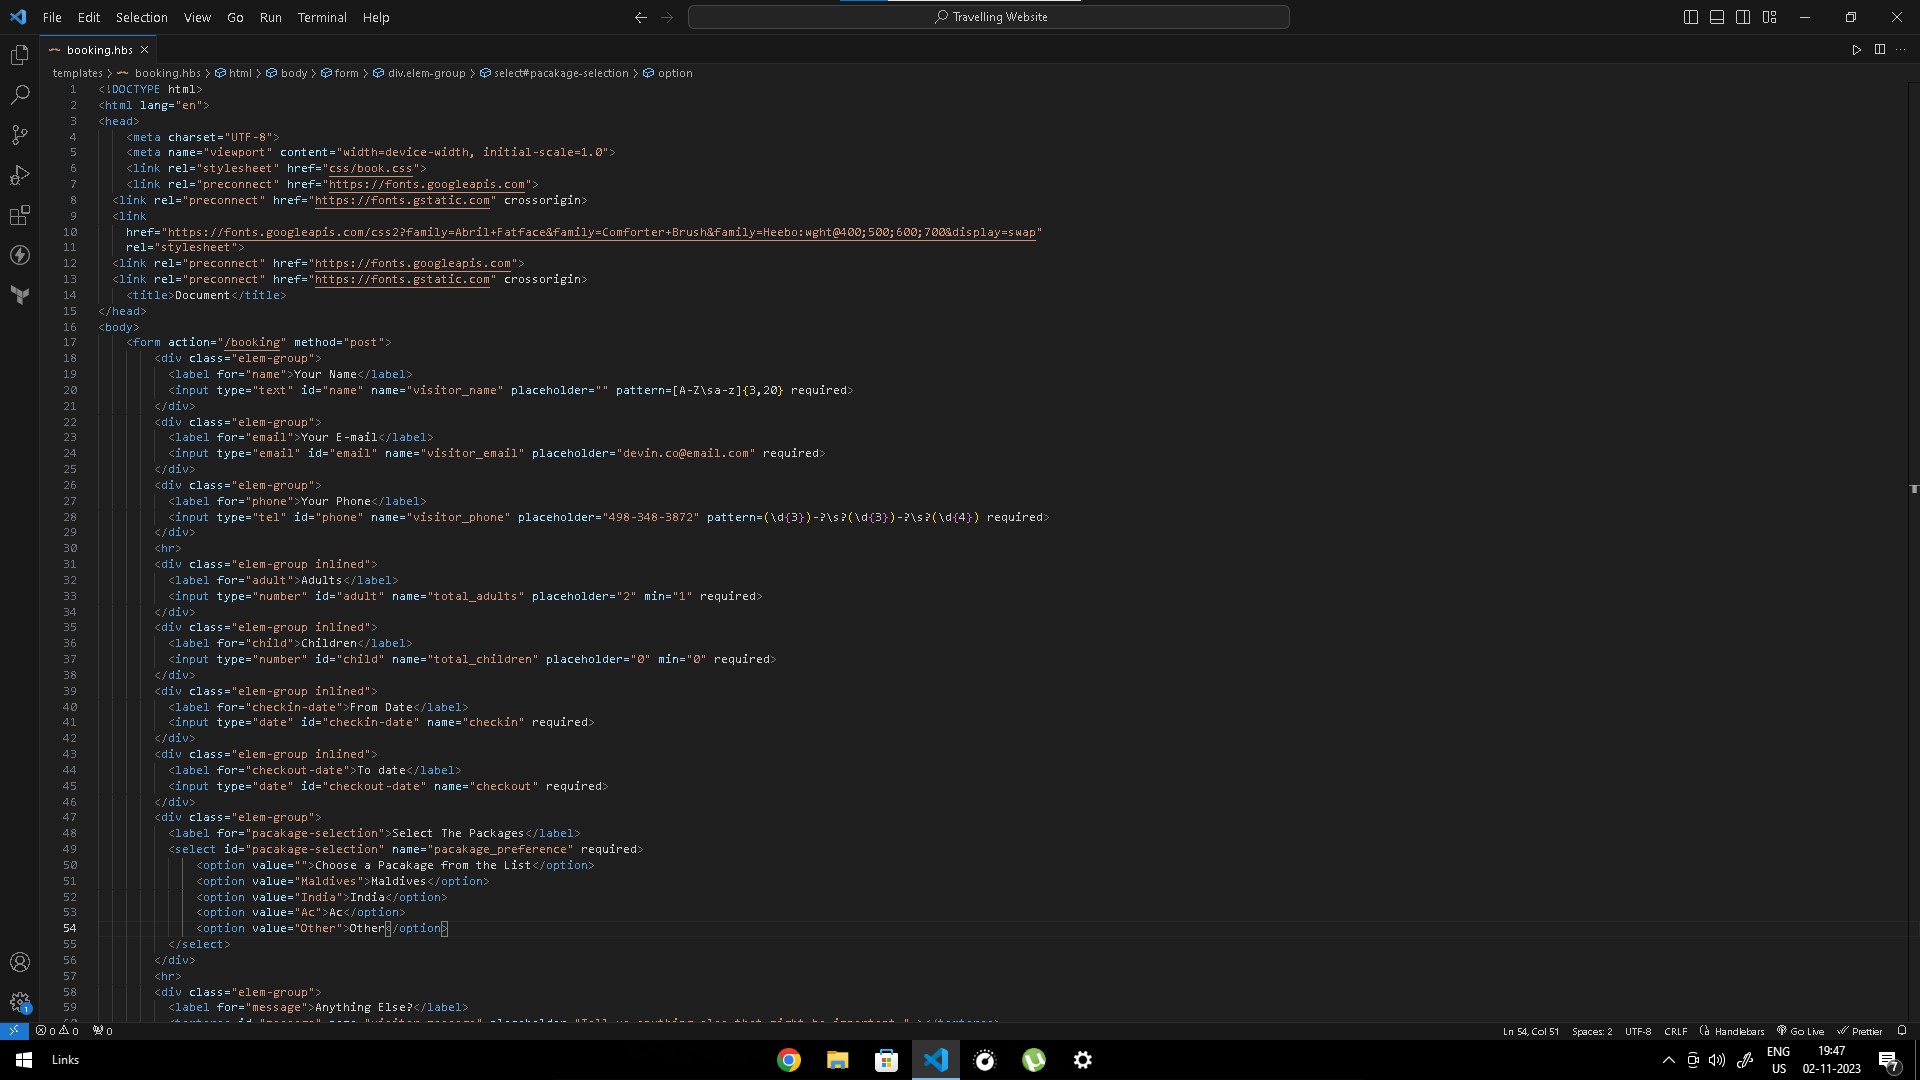 File Edit Selection View Go Run Terminal Help
Travelling Website
booking.hbs
templates > booking.hbs > html > body > form > div.elem-group > select#pacakage-selection > option
1 <!DOCTYPE html>
2 <html lang="en">
3 <head>
4 <meta charset="UTF-8">
5 <meta name="viewport" content="width=device-width, initial-scale=1.0">
6 <link rel="stylesheet" href="css/book.css">
7 <link rel="preconnect" href="https://fonts.googleapis.com">
8 <link rel="preconnect" href="https://fonts.gstatic.com" crossorigin>
9 <link
10 href="https://fonts.googleapis.com/css2?family=Abril+Fatface&family=Comforter+Brush&family=Heebo:wght@400;500;600;700&display=swap"
11 rel="stylesheet">
12 <link rel="preconnect" href="https://fonts.googleapis.com">
13 <link rel="preconnect" href="https://fonts.gstatic.com" crossorigin>
14 <title>Document</title>
15 </head>
16 <body>
17 <form action="/booking" method="post">
18 <div class="elem-group">
19 <label for="name">Your Name</label>
20 <input type="text" id="name" name="visitor_name" placeholder="" pattern=[A-Z\sa-z]{3,20} required>
21 </div>
22 <div class="elem-group">
23 <label for="email">Your E-mail</label>
24 <input type="email" id="email" name="visitor_email" placeholder="devin.co@email.com" required>
25 </div>
26 <div class="elem-group">
27 <label for="phone">Your Phone</label>
28 <input type="tel" id="phone" name="visitor_phone" placeholder="498-348-3872" pattern=(\d{3})-?\s?(\d{3})-?\s?(\d{4}) required>
29 </div>
30 <hr>
31 <div class="elem-group inlined">
32 <label for="adult">Adults</label>
33 <input type="number" id="adult" name="total_adults" placeholder="2" min="1" required>
34 </div>
35 <div class="elem-group inlined">
36 <label for="child">Children</label>
37 <input type="number" id="child" name="total_children" placeholder="0" min="0" required>
38 </div>
39 <div class="elem-group inlined">
40 <label for="checkin-date">From Date</label>
41 <input type="date" id="checkin-date" name="checkin" required>
42 </div>
43 <div class="elem-group inlined">
44 <label for="checkout-date">To date</label>
45 <input type="date" id="checkout-date" name="checkout" required>
46 </div>
47 <div class="elem-group">
48 <label for="pacakage-selection">Select The Packages</label>
49 <select id="pacakage-selection" name="pacakage_preference" required>
50 <option value="">Choose a Pacakage from the List</option>
51 <option value="Maldives">Maldives</option>
52 <option value="India">India</option>
53 <option value="Ac">Ac</option>
54 <option value="Other">Other</option>
55 </select>
56 </div>
57 <hr>
58 <div class="elem-group">
59 <label for="message">Anything Else?</label>
0 0 0 Ln 54, Col 51 Spaces: 2 UTF-8 CRLF Handlebars Go Live Prettier
Links
ENG US
19:47
02-11-2023
7